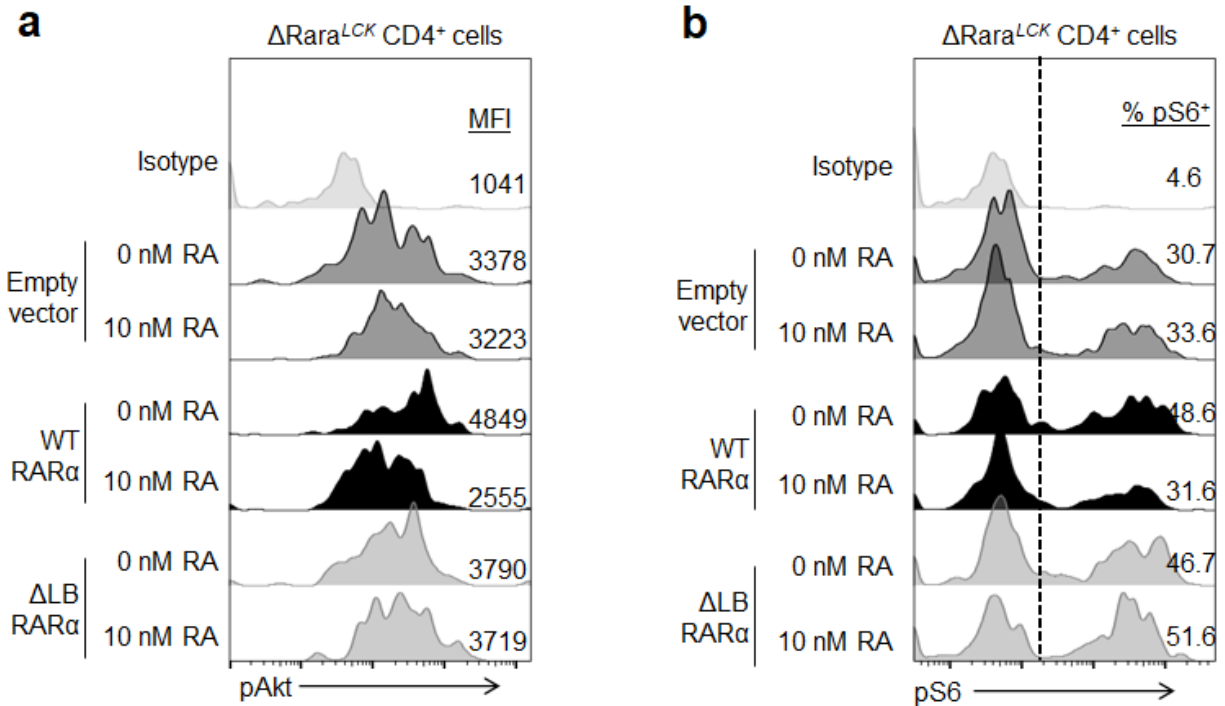 a
ΔRara^LCK CD4⁺ cells
MFI
Isotype
1041
Empty
vector
0 nM RA
3378
10 nM RA
3223
WT
RARα
0 nM RA
4849
10 nM RA
2555
ΔLB
RARα
0 nM RA
3790
10 nM RA
3719
pAkt
b
ΔRara^LCK CD4⁺ cells
% pS6⁺
Isotype
4.6
Empty
vector
0 nM RA
30.7
10 nM RA
33.6
WT
RARα
0 nM RA
48.6
10 nM RA
31.6
ΔLB
RARα
0 nM RA
46.7
10 nM RA
51.6
pS6